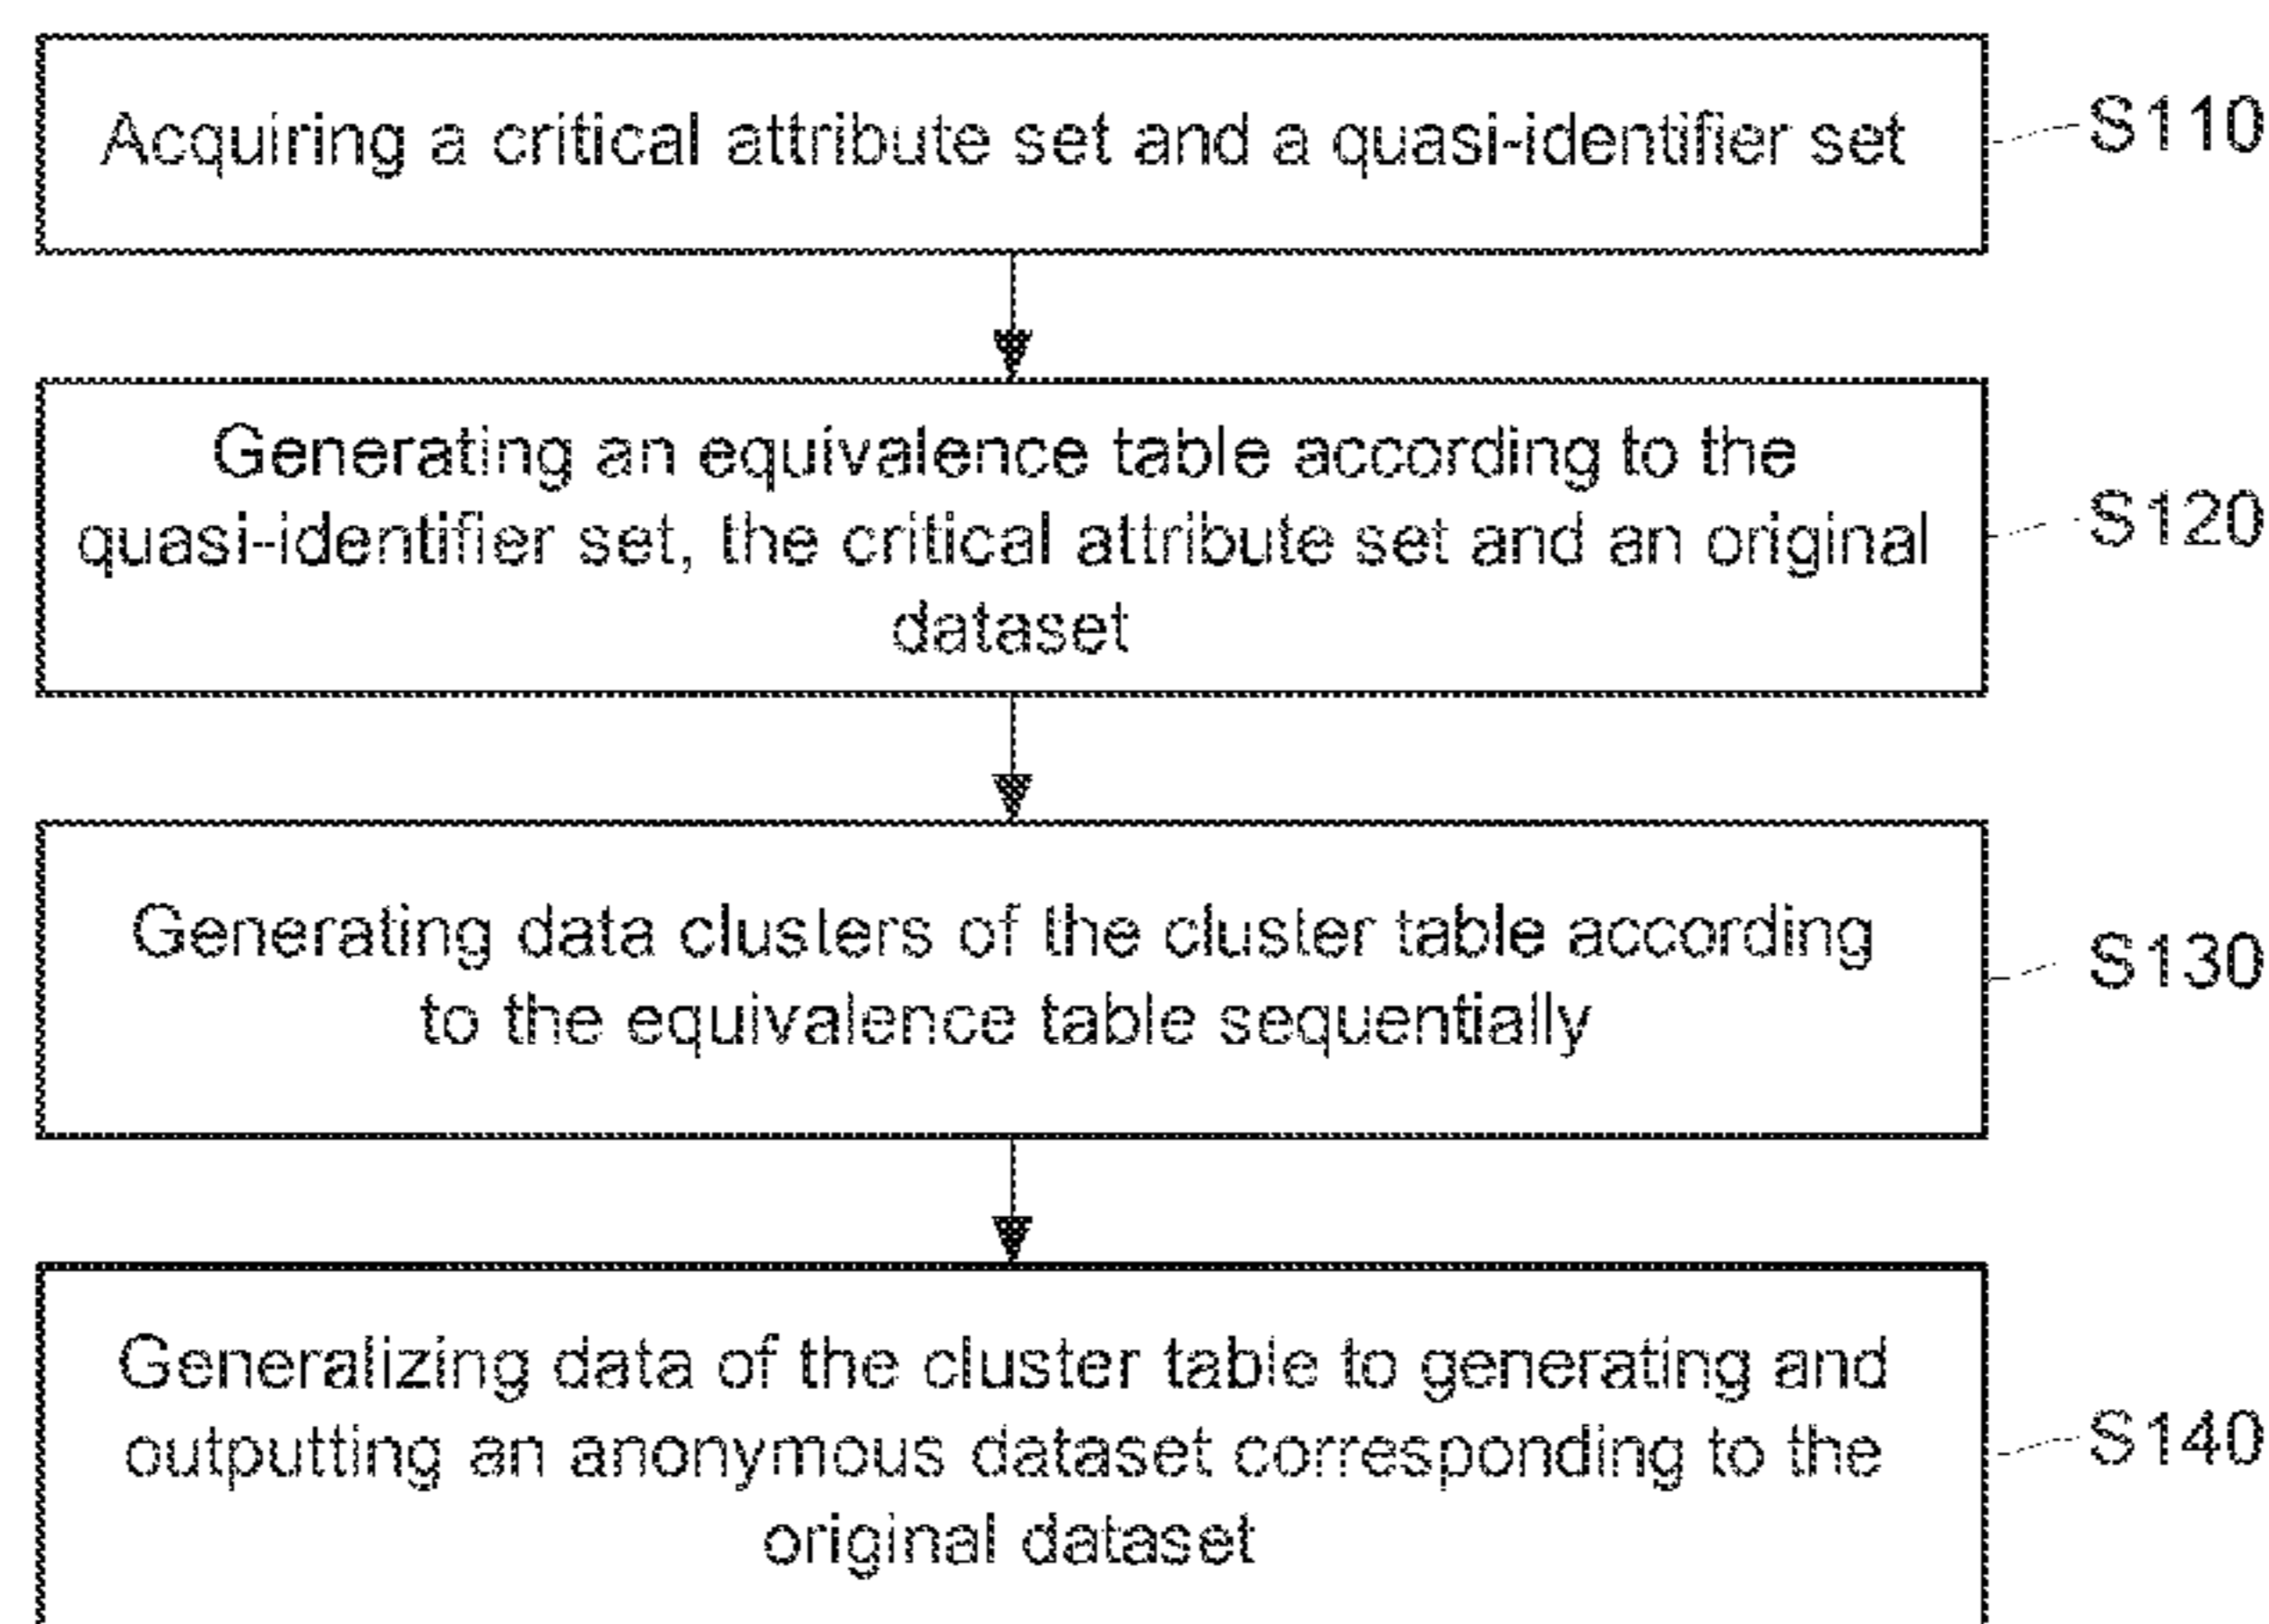 Acquiring a critical attribute set and a quasi-identifier set
S110
Generating an equivalence table according to the
quasi-identifier set, the critical attribute set and an original
dataset
S120
Generating data clusters of the cluster table according
to the equivalence table sequentially
S130
Generalizing data of the cluster table to generating and
outputting an anonymous dataset corresponding to the
original dataset
S140